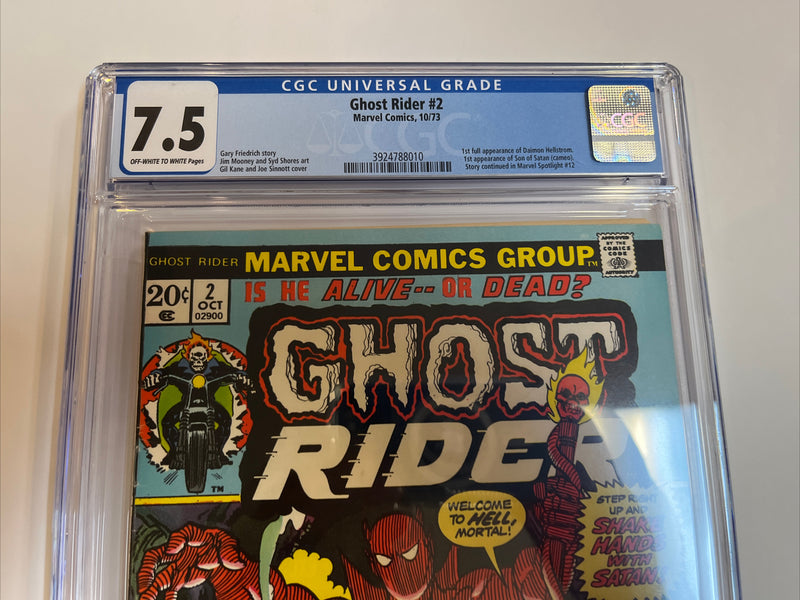 CGC UNIVERSAL GRADE
7.5
OFF-WHITE TO WHITE Pages
Ghost Rider #2
Marvel Comics, 10/73
Gary Friedrich story
Jim Mooney and Syd Shores art
Gil Kane and Joe Sinnott cover
CGC
3924788010
1st full appearance of Daimon Hellstrom.
1st appearance of Son of Satan (cameo).
Story continued in Marvel Spotlight #12
CGC
GHOST RIDER
MARVEL COMICS GROUP
TM
APPROVED
BY THE
COMICS
CODE
AUTHORITY
20¢
2
OCT
02900
CC
IS HE ALIVE-- OR DEAD?
GHOST
RIDER
TM
WELCOME
TO HELL,
MORTAL!
STEP RIGHT
UP AND
SHAKE
HANDS
WITH
SATAN!